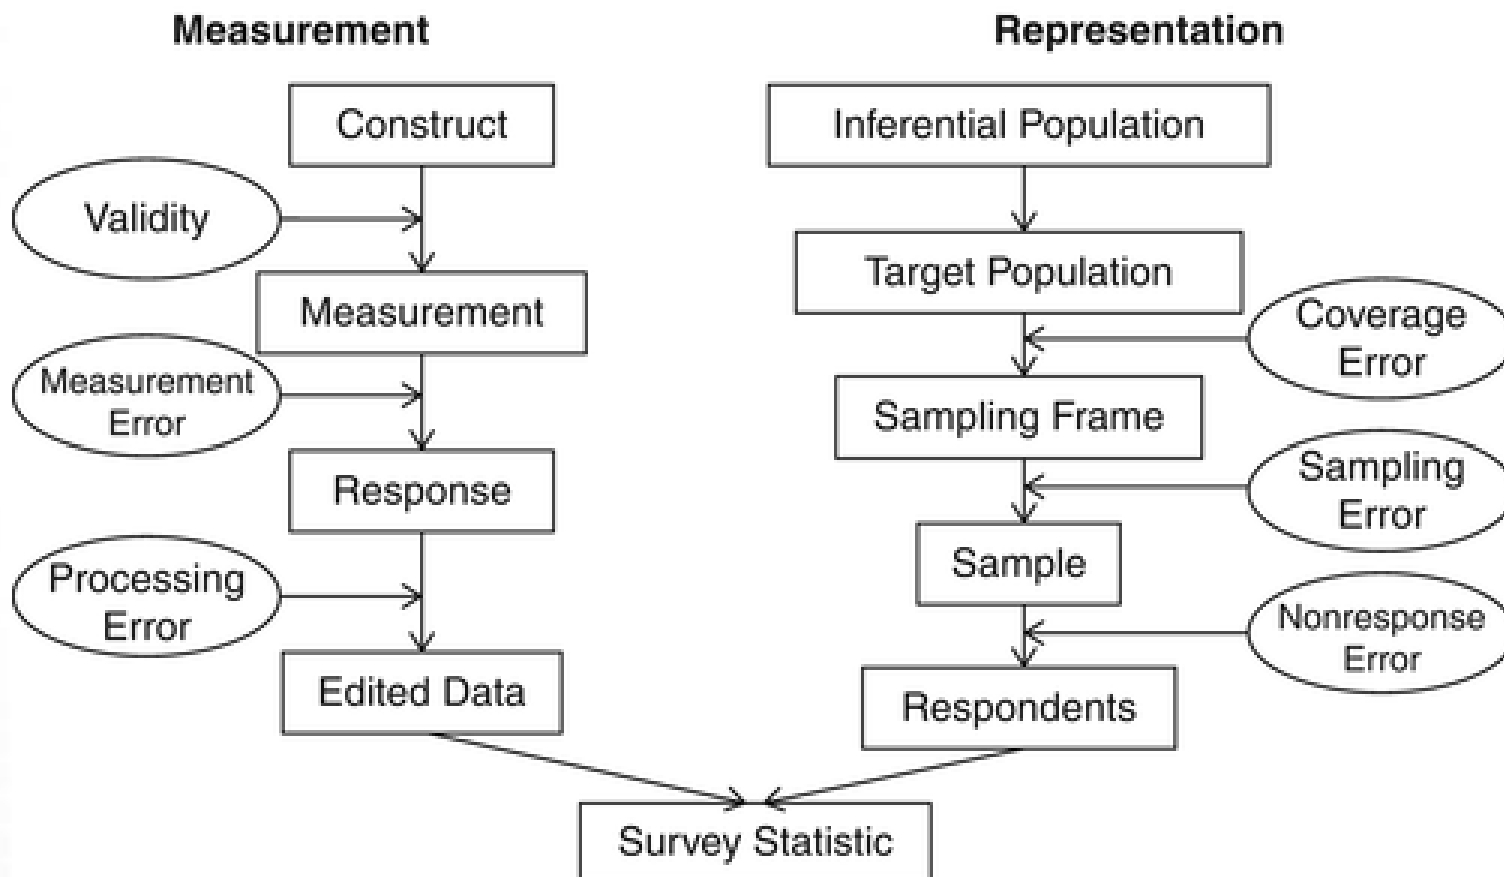 Measurement
Representation
Construct
Inferential Population
Validity
Target Population
Measurement
Coverage
Error
Measurement
Error
Sampling Frame
Response
Sampling
Error
Sample
Processing
Error
Nonresponse
Error
Edited Data
Respondents
Survey Statistic